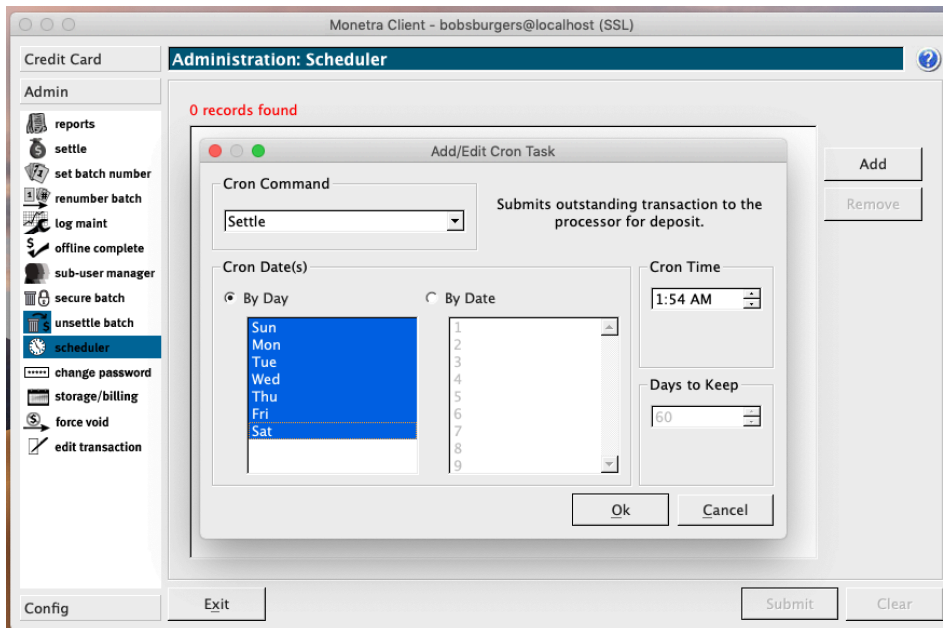 Monetra Client - bobsburgers@localhost (SSL)
Credit Card
Admin
reports
settle
set batch number
renumber batch
log maint
offline complete
sub-user manager
secure batch
unsettle batch
scheduler
change password
storage/billing
force void
edit transaction
Config
Administration: Scheduler
0 records found
Add
Remove
Add/Edit Cron Task
Cron Command
Settle
Submits outstanding transaction to the
processor for deposit.
Cron Date(s)
By Day
Sun
Mon
Tue
Wed
Thu
Fri
Sat
By Date
1
2
3
4
5
6
7
8
9
Cron Time
1:54 AM
Days to Keep
60
Ok
Cancel
Exit
Submit
Clear